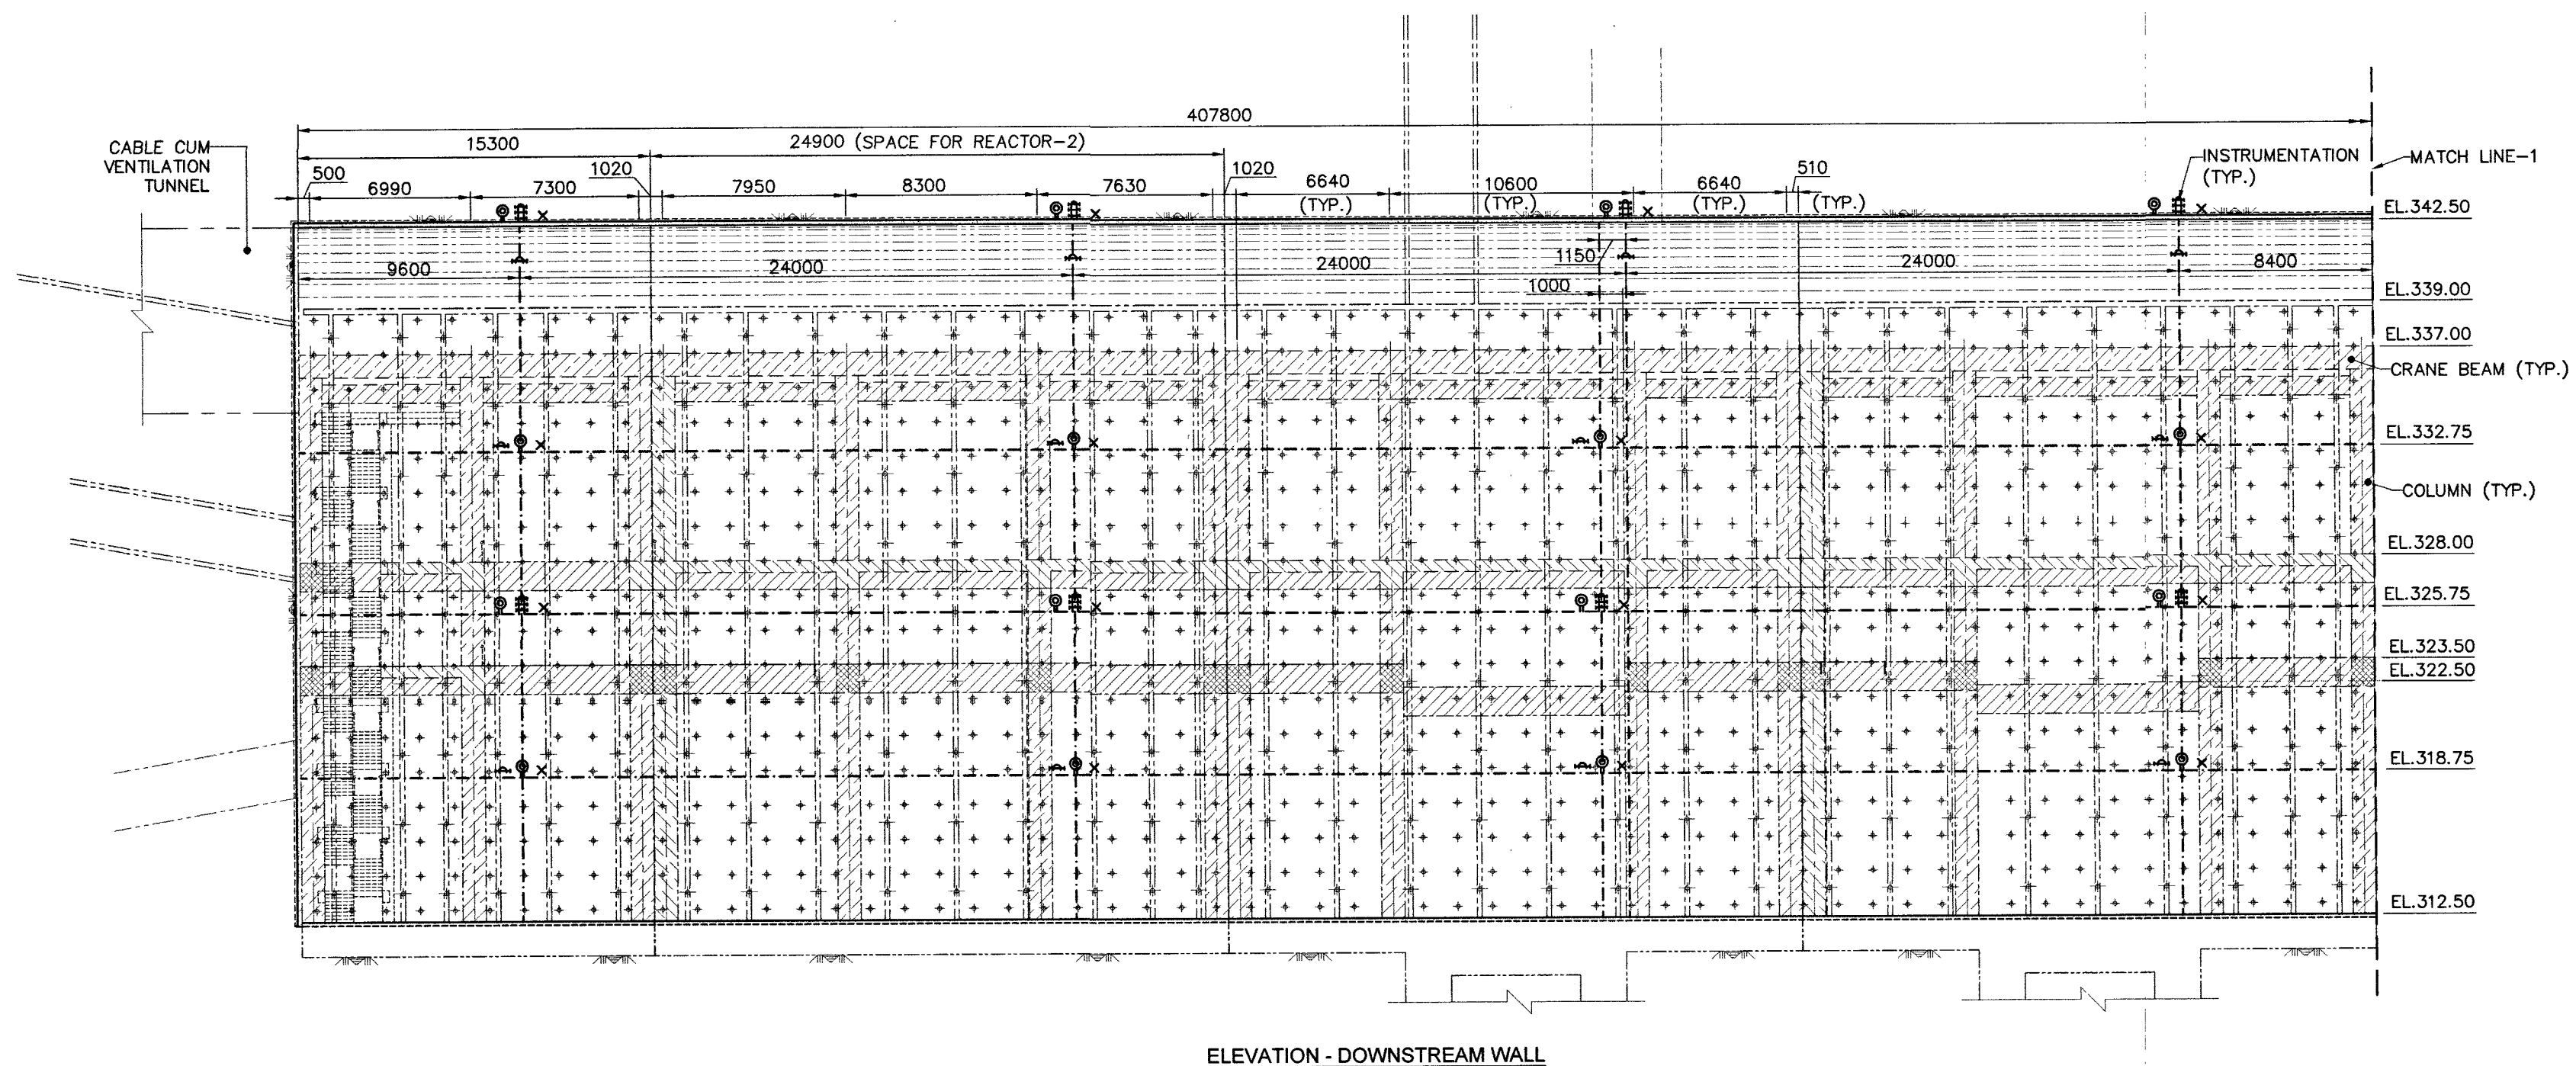 407800
CABLE CUM
VENTILATION
TUNNEL
15300
24900 (SPACE FOR REACTOR-2)
500
6990
7300
1020
7950
8300
7630
1020
6640
(TYP.)
10600
(TYP.)
6640
(TYP.)
510
(TYP.)
INSTRUMENTATION
(TYP.)
MATCH LINE-1
EL.342.50
9600
24000
24000
1150
1000
24000
8400
EL.339.00
EL.337.00
CRANE BEAM (TYP.)
EL.332.75
COLUMN (TYP.)
EL.328.00
EL.325.75
EL.323.50
EL.322.50
EL.318.75
EL.312.50
ELEVATION - DOWNSTREAM WALL